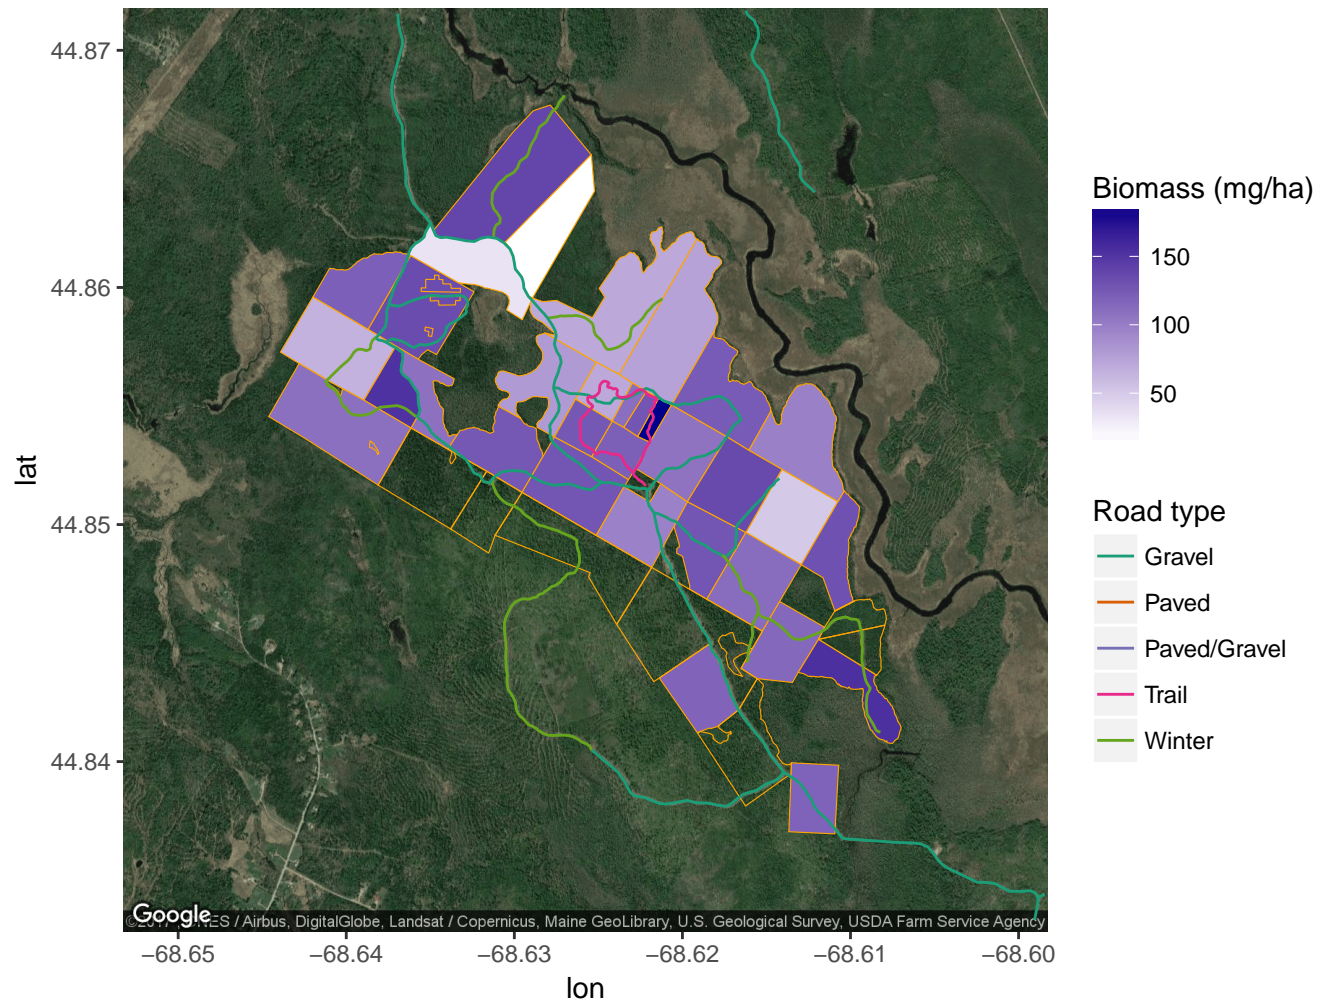 44.87
44.86
44.85
44.84
lat
−68.65
−68.64
−68.63
−68.62
−68.61
−68.60
lon
Google
/ Airbus, DigitalGlobe, Landsat / Copernicus, Maine GeoLibrary, U.S. Geological Survey, USDA Farm Service Agency
Biomass (mg/ha)
150
100
50
Road type
Gravel
Paved
Paved/Gravel
Trail
Winter